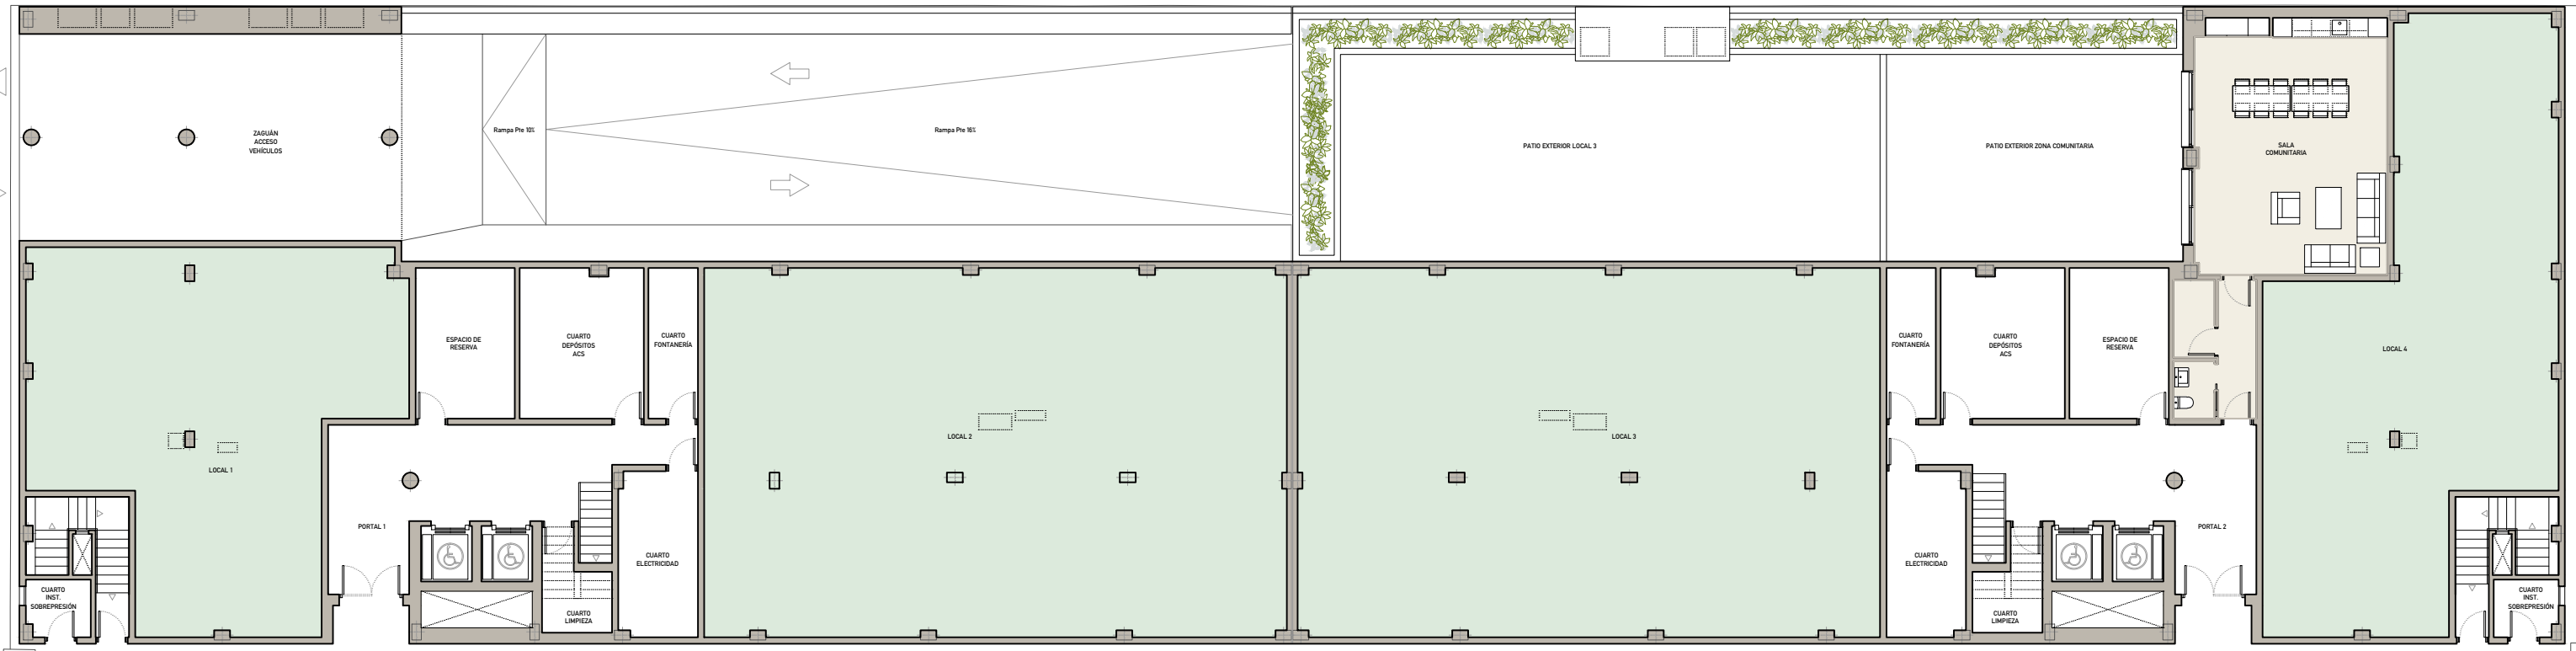 ZAGUÁN
ACCESO
VEHÍCULOS
Rampa Pte 10%
Rampa Pte 16%
PATIO EXTERIOR LOCAL 3
PATIO EXTERIOR ZONA COMUNITARIA
SALA
COMUNITARIA
ESPACIO DE
RESERVA
CUARTO
DEPÓSITOS
ACS
CUARTO
FONTANERÍA
CUARTO
FONTANERÍA
CUARTO
DEPÓSITOS
ACS
ESPACIO DE
RESERVA
LOCAL 4
LOCAL 1
LOCAL 2
LOCAL 3
PORTAL 1
PORTAL 2
CUARTO
ELECTRICIDAD
CUARTO
ELECTRICIDAD
CUARTO
INST.
SOBREPRESIÓN
CUARTO
LIMPIEZA
CUARTO
LIMPIEZA
CUARTO
INST.
SOBREPRESIÓN